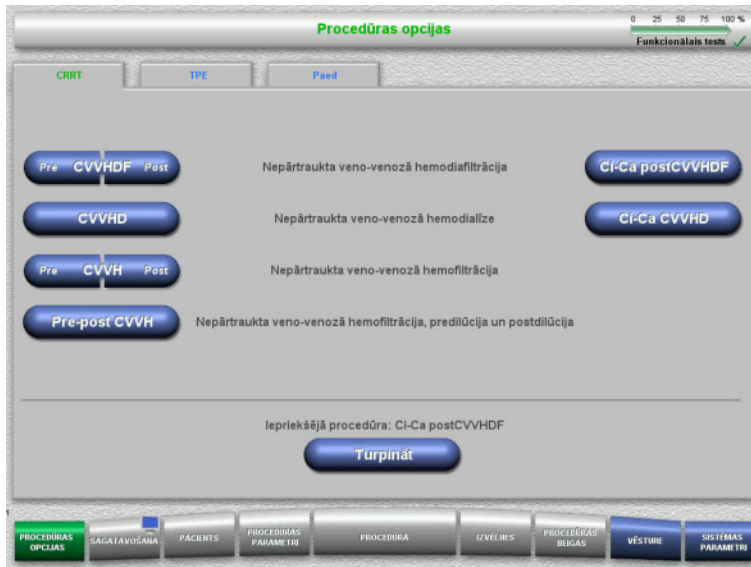 Procedūras opcijas
0 25 50 75 100 %
Funkcionālais tests
CRRT TPE Paed
Pre CVVHDF Post Nepārtraukta veno-venozā hemodiafiltrācija Ci-Ca postCVVHDF
CVVHD Nepārtraukta veno-venozā hemodialīze Ci-Ca CVVHD
Pre CVVH Post Nepārtraukta veno-venozā hemofiltrācija
Pre-post CVVH Nepārtraukta veno-venozā hemofiltrācija, predilūcija un postdilūcija
Iepriekšējā procedūra: Ci-Ca postCVVHDF
Turpināt
1
PROCEDŪRAS OPCIJAS
SAGATAVOŠANA
PACIENTS
PROCEDŪRAS PARAMETRI
PROCEDŪRA
IZVĒLNES
PROCEDŪRAS BEIGAS
VĒSTURE
SISTĒMAS PARAMETRI